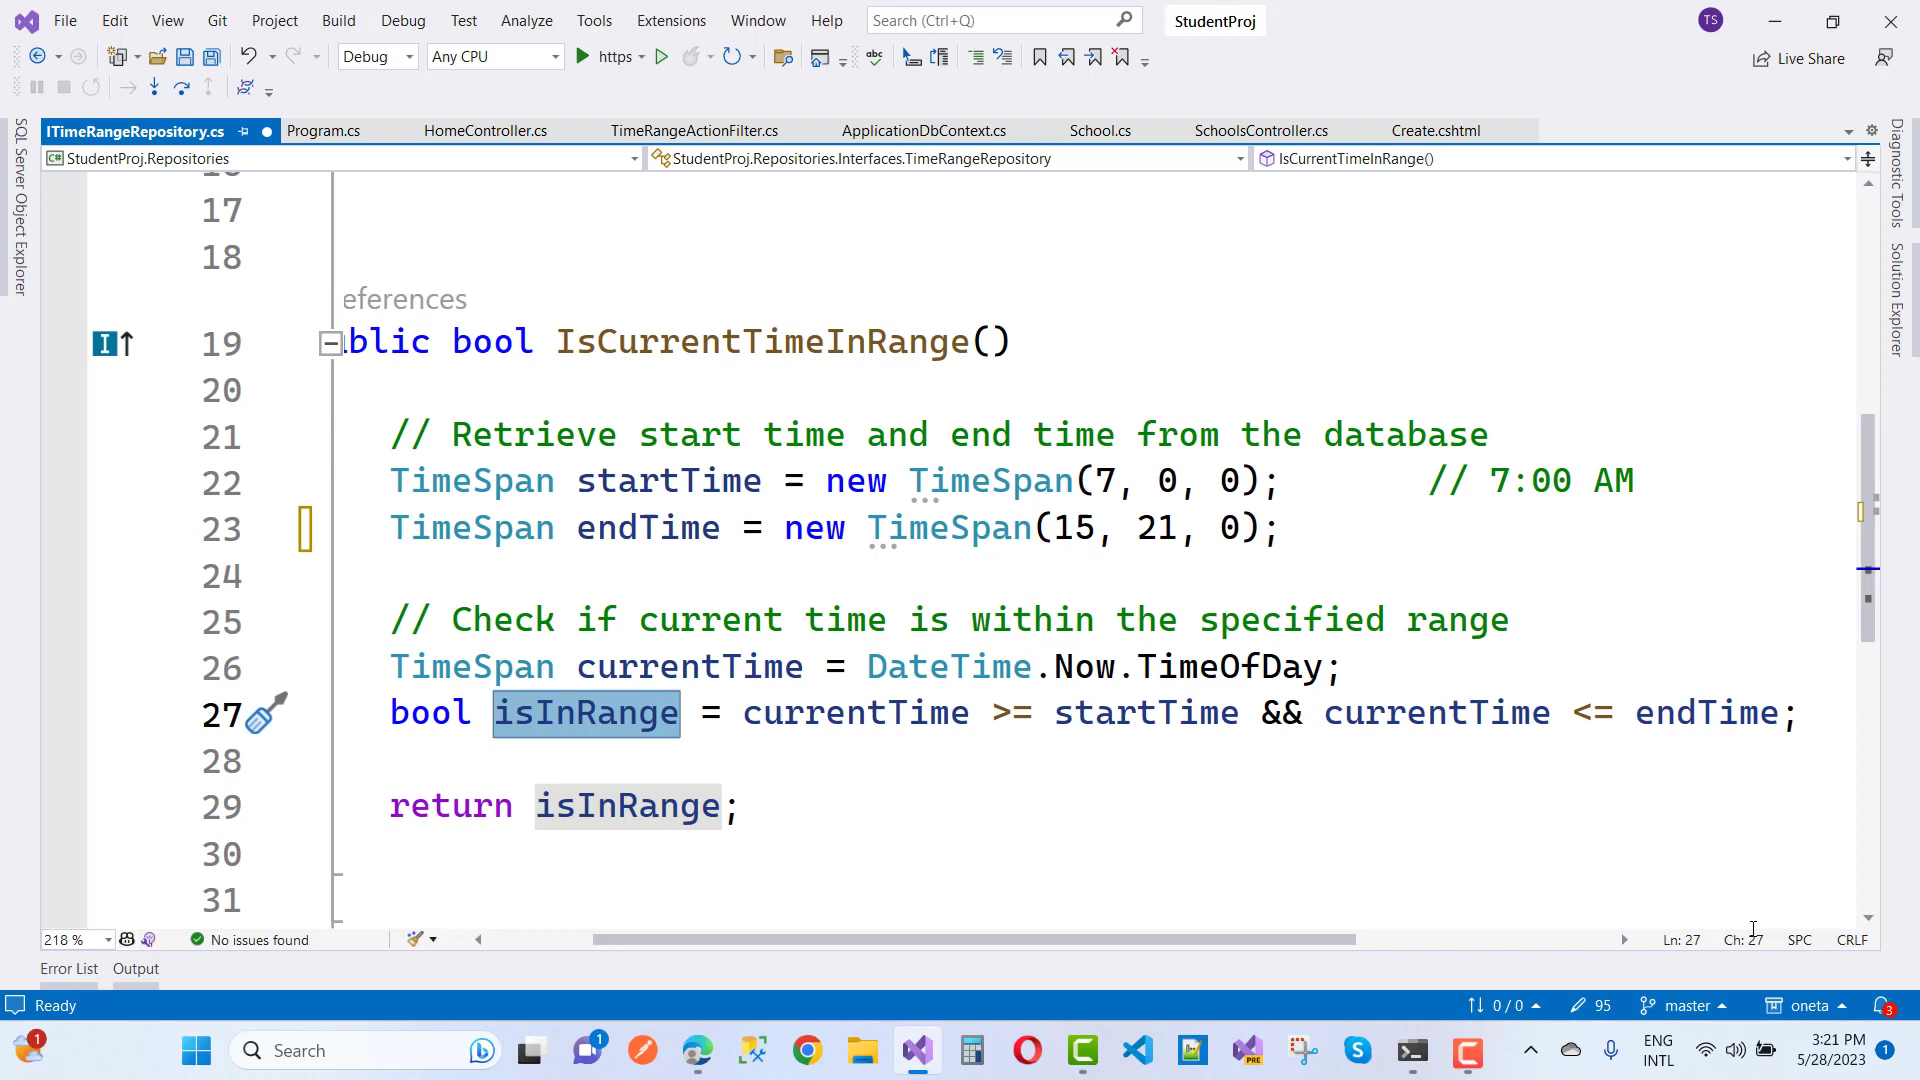 File Edit View Git Project Build Debug Test Analyze Tools Extensions Window Help Search (Ctrl+Q) StudentProj TS
Debug Any CPU https Live Share
ITimeRangeRepository.cs Program.cs HomeController.cs TimeRangeActionFilter.cs ApplicationDbContext.cs School.cs SchoolsController.cs Create.cshtml
StudentProj.Repositories StudentProj.Repositories.Interfaces.TimeRangeRepository IsCurrentTimeInRange()
SQL Server Object Explorer
Diagnostic Tools
Solution Explorer
17
18
eferences
19 blic bool IsCurrentTimeInRange()
20
21 // Retrieve start time and end time from the database
22 TimeSpan startTime = new TimeSpan(7, 0, 0); // 7:00 AM
23 TimeSpan endTime = new TimeSpan(15, 21, 0);
24
25 // Check if current time is within the specified range
26 TimeSpan currentTime = DateTime.Now.TimeOfDay;
27 bool isInRange = currentTime >= startTime && currentTime <= endTime;
28
29 return isInRange;
30
31
218 % No issues found Ln: 27 Ch: 27 SPC CRLF
Error List Output
Ready 0 / 0 95 master oneta 3
1 Search 1 PRE ENG 3:21 PM
INTL 5/28/2023 1